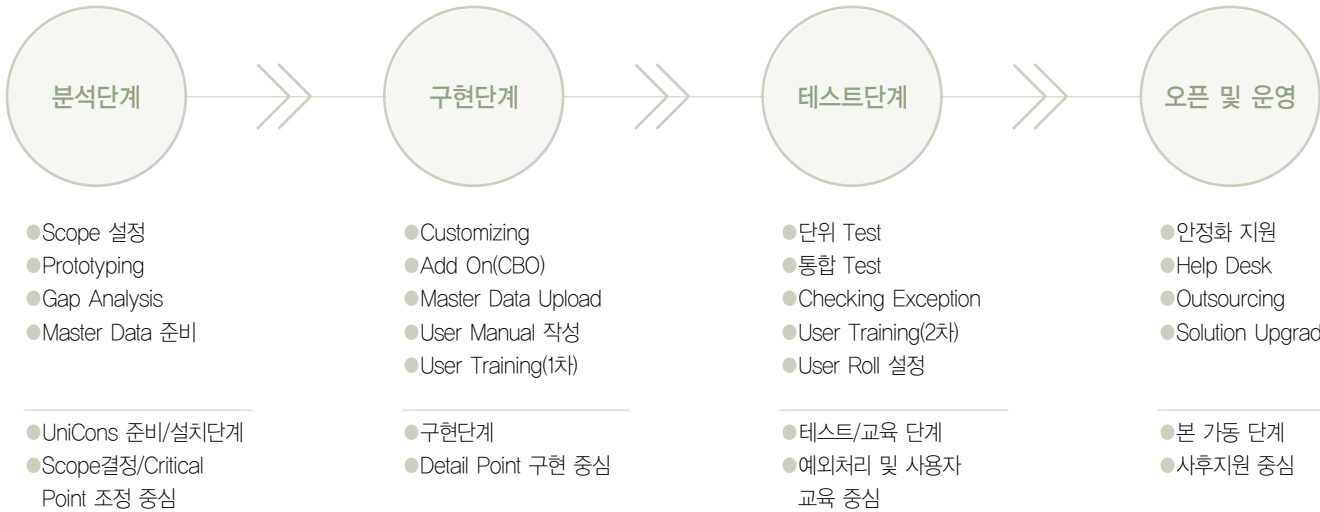 분석단계
구현단계
테스트단계
오픈 및 운영
●Scope 설정
●Prototyping
●Gap Analysis
●Master Data 준비
●Customizing
●Add On(CBO)
●Master Data Upload
●User Manual 작성
●User Training(1차)
●단위 Test
●통합 Test
●Checking Exception
●User Training(2차)
●User Roll 설정
●안정화 지원
●Help Desk
●Outsourcing
●Solution Upgrad
●UniCons 준비/설치단계
●Scope결정/Critical
Point 조정 중심
●구현단계
●Detail Point 구현 중심
●테스트/교육 단계
●예외처리 및 사용자
교육 중심
●본 가동 단계
●사후지원 중심